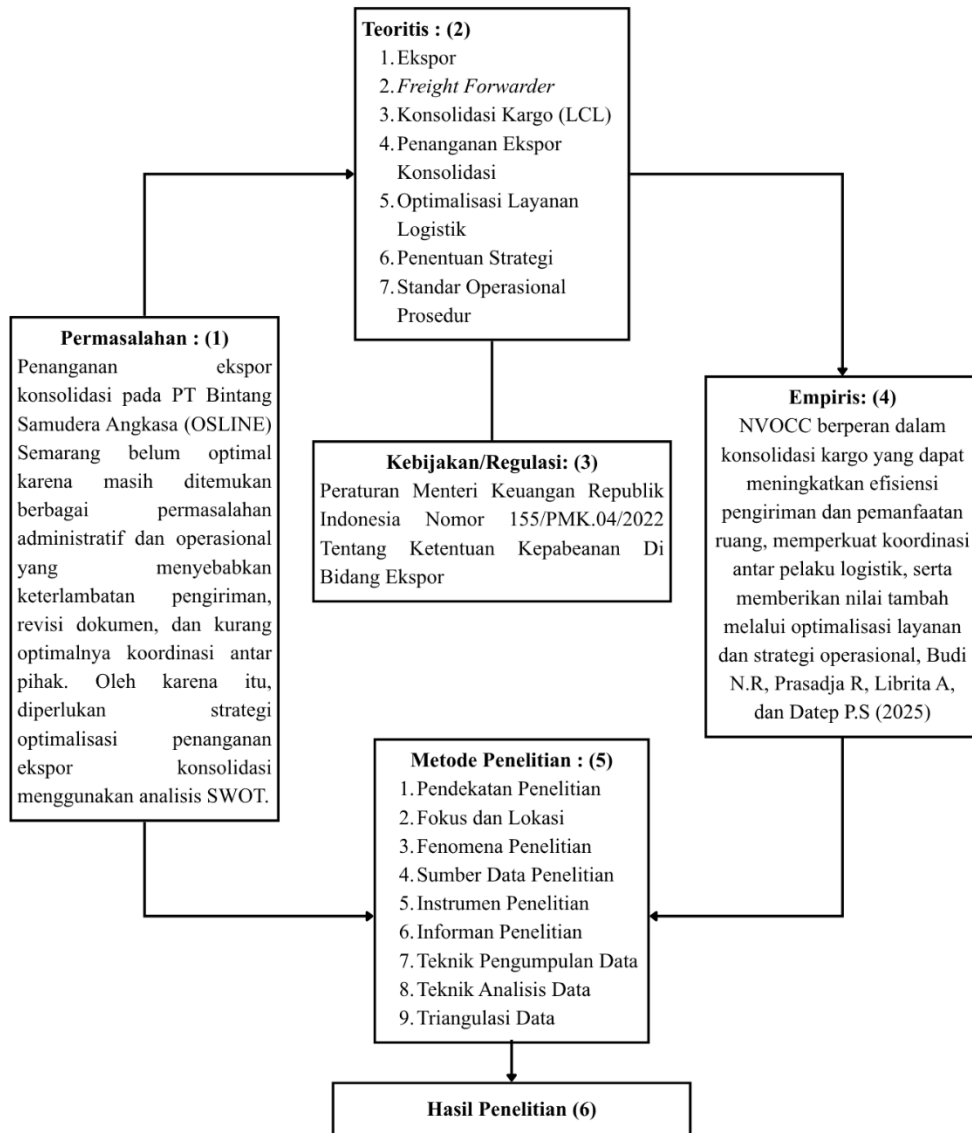 Teoritis : (2)
1. Ekspor
2. Freight Forwarder
3. Konsolidasi Kargo (LCL)
4. Penanganan Ekspor
Konsolidasi
5. Optimalisasi Layanan
Logistik
6. Penentuan Strategi
7. Standar Operasional
Prosedur
Permasalahan : (1)
Penanganan ekspor
konsolidasi pada PT Bintang
Samudera Angkasa (OSLINE)
Semarang belum optimal
karena masih ditemukan
berbagai permasalahan
administratif dan operasional
yang menyebabkan
keterlambatan pengiriman,
revisi dokumen, dan kurang
optimalnya koordinasi antar
pihak. Oleh karena itu,
diperlukan strategi
optimalisasi penanganan
ekspor konsolidasi
menggunakan analisis SWOT.
Kebijakan/Regulasi: (3)
Peraturan Menteri Keuangan Republik
Indonesia Nomor 155/PMK.04/2022
Tentang Ketentuan Kepabeanan Di
Bidang Ekspor
Empiris: (4)
NVOCC berperan dalam
konsolidasi kargo yang dapat
meningkatkan efisiensi
pengiriman dan pemanfaatan
ruang, memperkuat koordinasi
antar pelaku logistik, serta
memberikan nilai tambah
melalui optimalisasi layanan
dan strategi operasional, Budi
N.R, Prasadja R, Librita A,
dan Datep P.S (2025)
Metode Penelitian : (5)
1. Pendekatan Penelitian
2. Fokus dan Lokasi
3. Fenomena Penelitian
4. Sumber Data Penelitian
5. Instrumen Penelitian
6. Informan Penelitian
7. Teknik Pengumpulan Data
8. Teknik Analisis Data
9. Triangulasi Data
Hasil Penelitian (6)